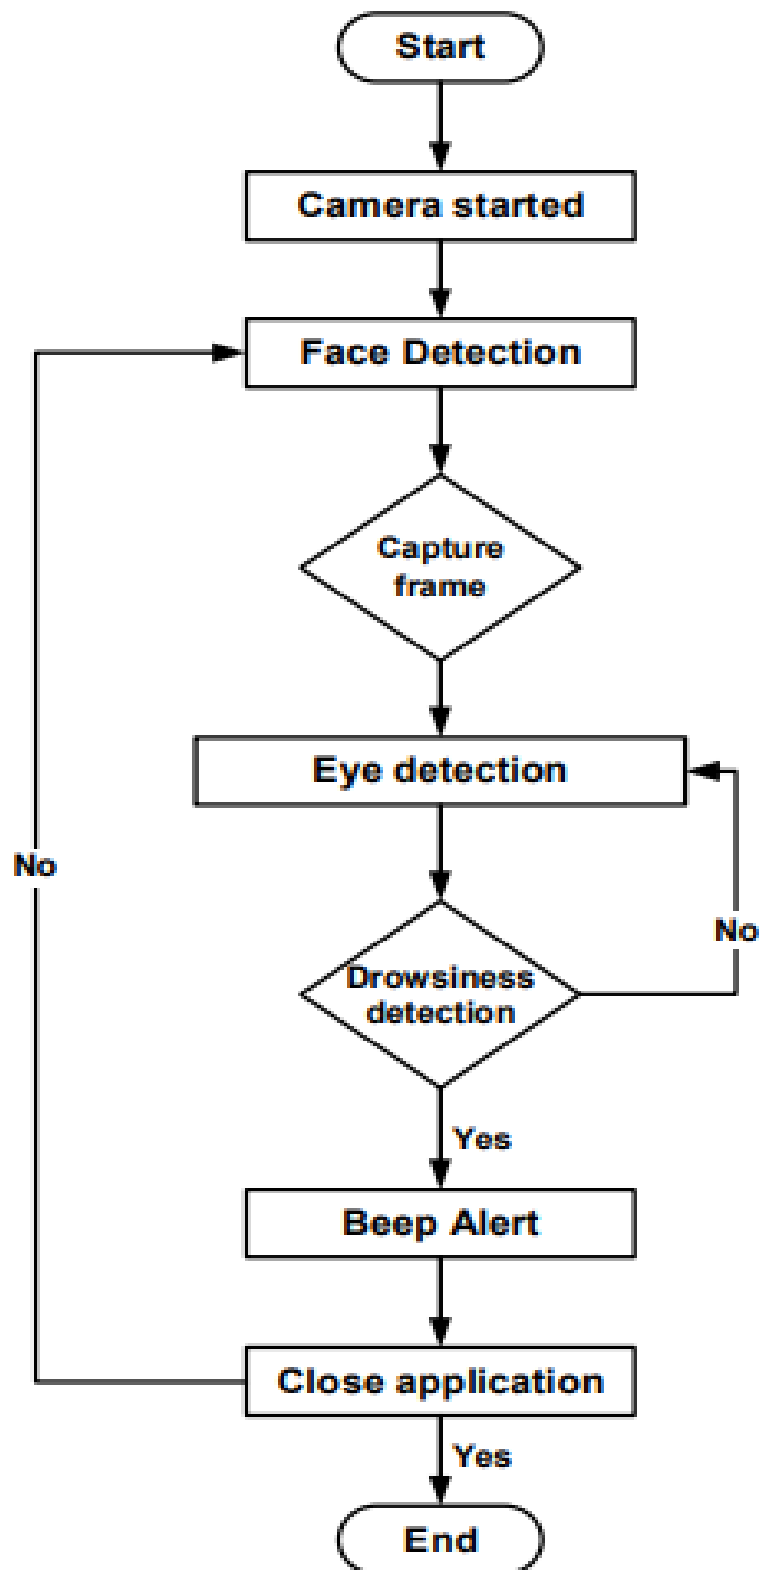 Start
Camera started
Face Detection
Capture
frame
Eye detection
No
No
Drowsiness
detection
Yes
Beep Alert
Close application
Yes
End